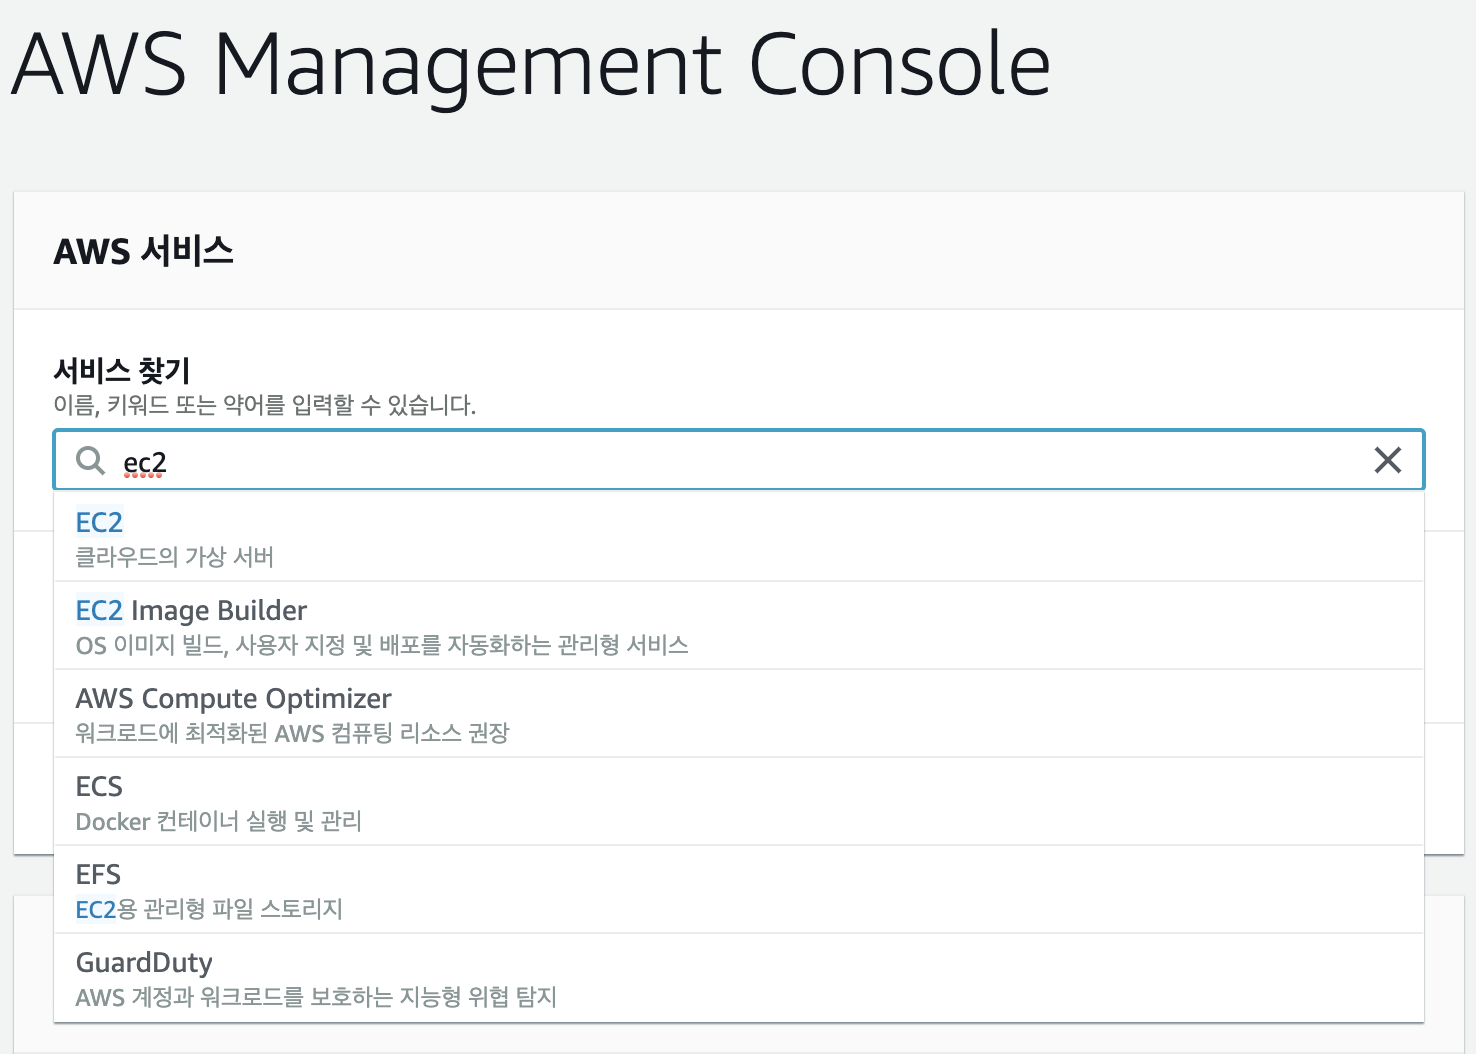 AWS Management Console
AWS 서비스
서비스 찾기
이름, 키워드 또는 약어를 입력할 수 있습니다.
ec2
EC2
클라우드의 가상 서버
EC2 Image Builder
OS 이미지 빌드, 사용자 지정 및 배포를 자동화하는 관리형 서비스
AWS Compute Optimizer
워크로드에 최적화된 AWS 컴퓨팅 리소스 권장
ECS
Docker 컨테이너 실행 및 관리
EFS
EC2용 관리형 파일 스토리지
GuardDuty
AWS 계정과 워크로드를 보호하는 지능형 위협 탐지